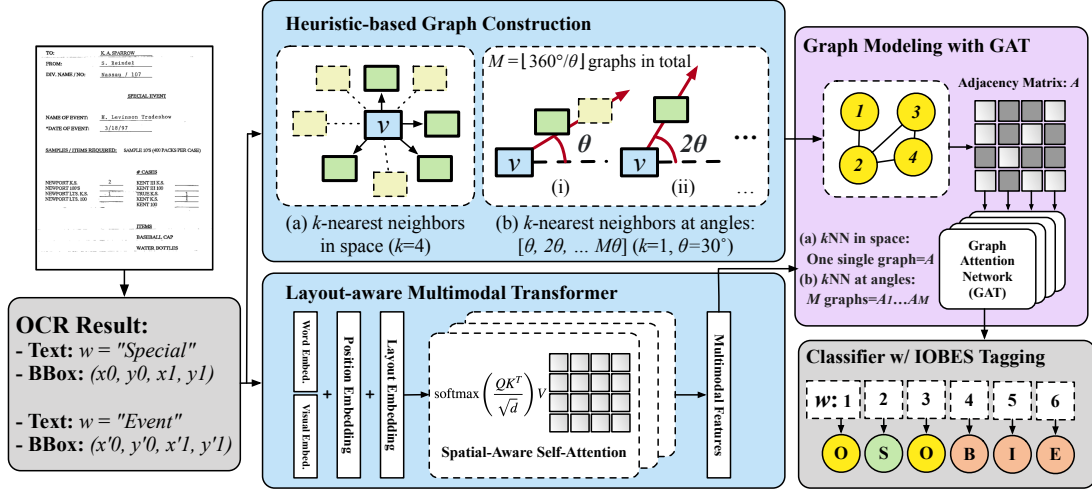 TO: K. A. SPARROW
FROM: S. Reindel
DIV. NAME / NO: Nassau / 107
SPECIAL EVENT
NAME OF EVENT: M. Levinson Tradeshow
*DATE OF EVENT: 3/18/97
SAMPLES / ITEMS REQUIRED: SAMPLE 10'S (400 PACKS PER CASE)
# CASES
NEWPORT K.S. 2 KENT III K.S.
NEWPORT 100'S KENT III 100
NEWPORT LTS. K.S. 1 TRUE K.S.
NEWPORT LTS. 100 1 KENT K.S.
KENT 100
ITEMS
BASEBALL CAP
WATER BOTTLES
OCR Result:
- Text: w = "Special"
- BBox: (x0, y0, x1, y1)
- Text: w = "Event"
- BBox: (x'0, y'0, x'1, y'1)
Heuristic-based Graph Construction
v
(a) k-nearest neighbors
in space (k=4)
M = ⌊360°/θ⌋ graphs in total
θ
2θ
...
v
v
(i)
(ii)
...
(b) k-nearest neighbors at angles:
[θ, 2θ, ... Mθ] (k=1, θ=30°)
Layout-aware Multimodal Transformer
Word Embed.
Visual Embed.
+
Position Embedding
+
Layout Embedding
softmax (QK^T / √d) V
Spatial-Aware Self-Attention
Multimodal Features
Graph Modeling with GAT
Adjacency Matrix: A
1
3
2
4
(a) kNN in space:
One single graph=A
(b) kNN at angles:
M graphs=A1...AM
Graph
Attention
Network
(GAT)
Classifier w/ IOBES Tagging
w: 1 2 3 4 5 6
O S O B I E